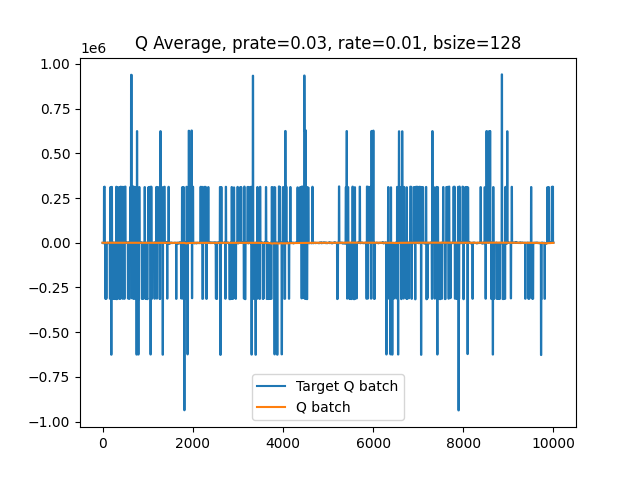 Q Average, prate=0.03, rate=0.01, bsize=128
1e6
1.00
0.75
0.50
0.25
0.00
−0.25
−0.50
−0.75
−1.00
Target Q batch
Q batch
0 2000 4000 6000 8000 10000